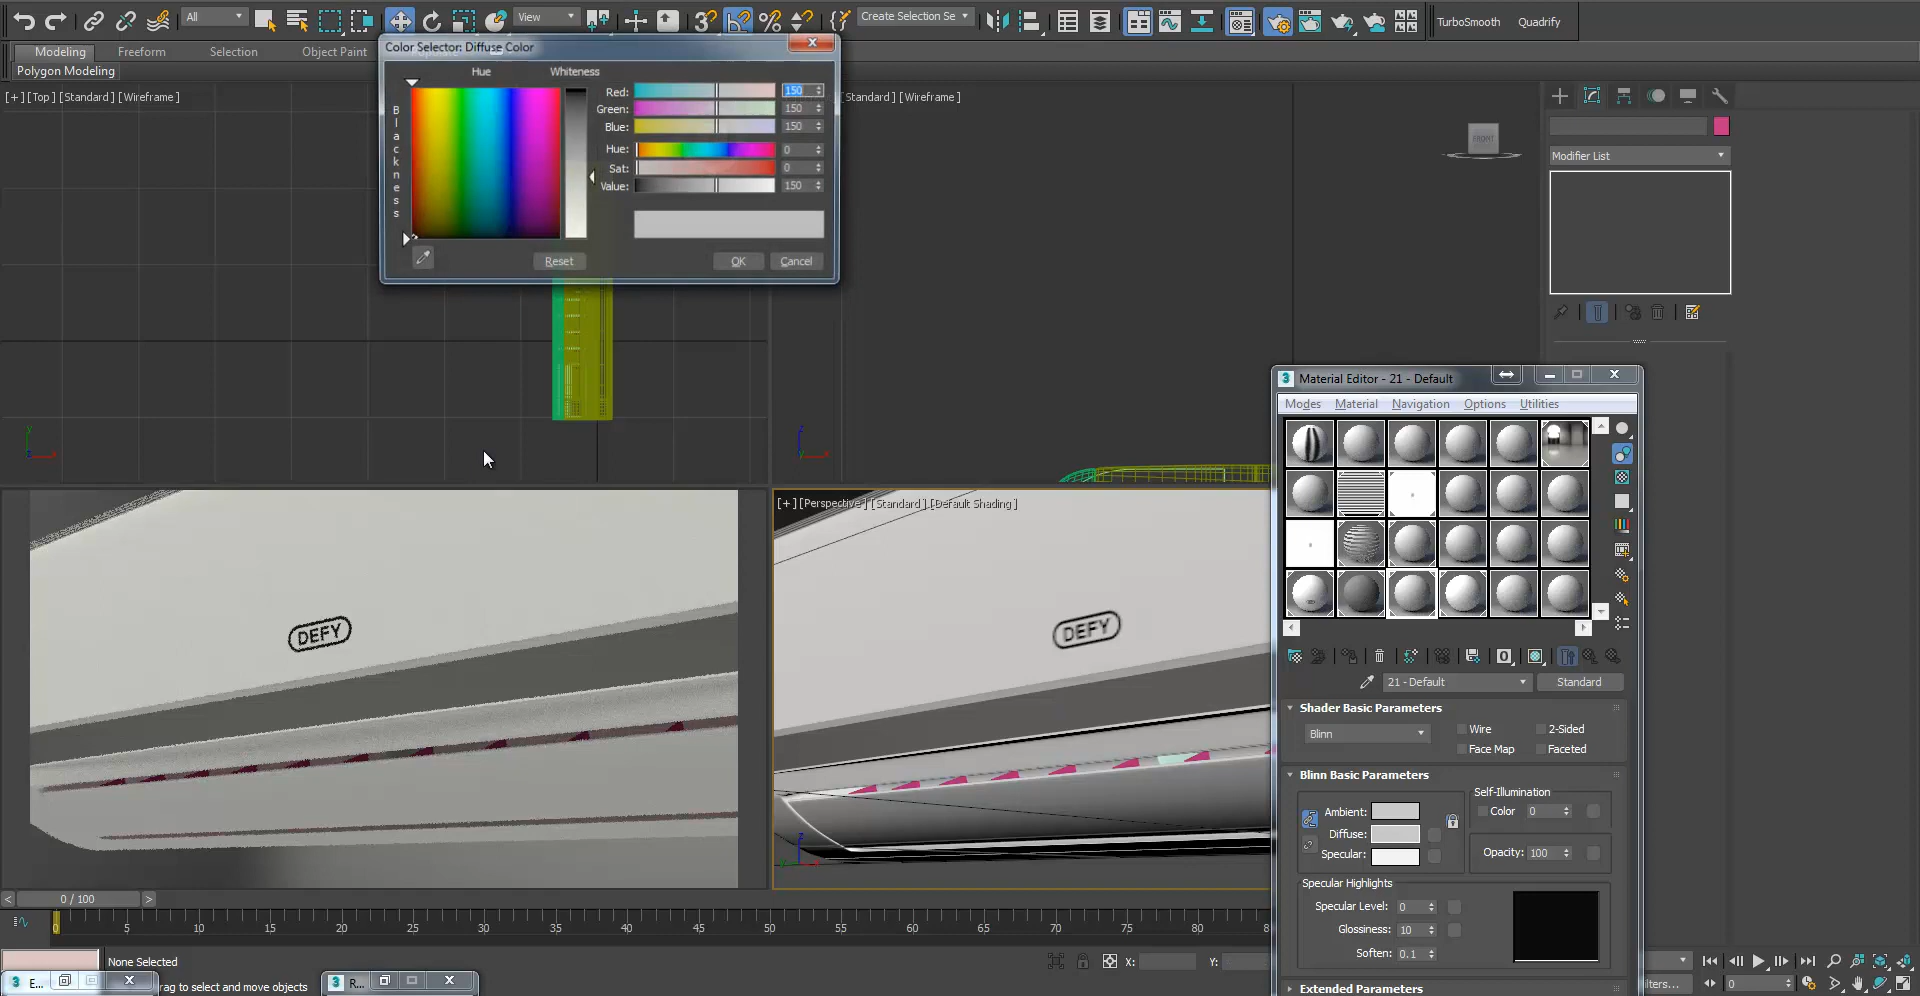 All
View
3
Create Selection Se
TurboSmooth
Quadrify
Modeling
Freeform
Selection
Object Paint
Polygon Modeling
Color Selector: Diffuse Color
Hue
Whiteness
Blackness
Red: 150
Green: 150
Blue: 150
Hue: 0
Sat: 0
Value: 150
Reset
OK
Cancel
[+] [Top] [Standard] [Wireframe]
[Standard] [Wireframe]
FRONT
Modifier List
DEFY
[+] [Perspective] [Standard] [Default Shading]
DEFY
Material Editor - 21 - Default
Modes
Material
Navigation
Options
Utilities
21 - Default
Standard
Shader Basic Parameters
Blinn
Wire
2-Sided
Face Map
Faceted
Blinn Basic Parameters
Self-Illumination
Ambient:
Color 0
Diffuse:
Specular:
Opacity: 100
Specular Highlights
Specular Level: 0
Glossiness: 10
Soften: 0.1
Extended Parameters
0 / 100
0 5 10 15 20 25 30 35 40 45 50 55 60 65 70 75 80
None Selected
X:
Y:
E...
R...
rag to select and move objects
ilters...
0